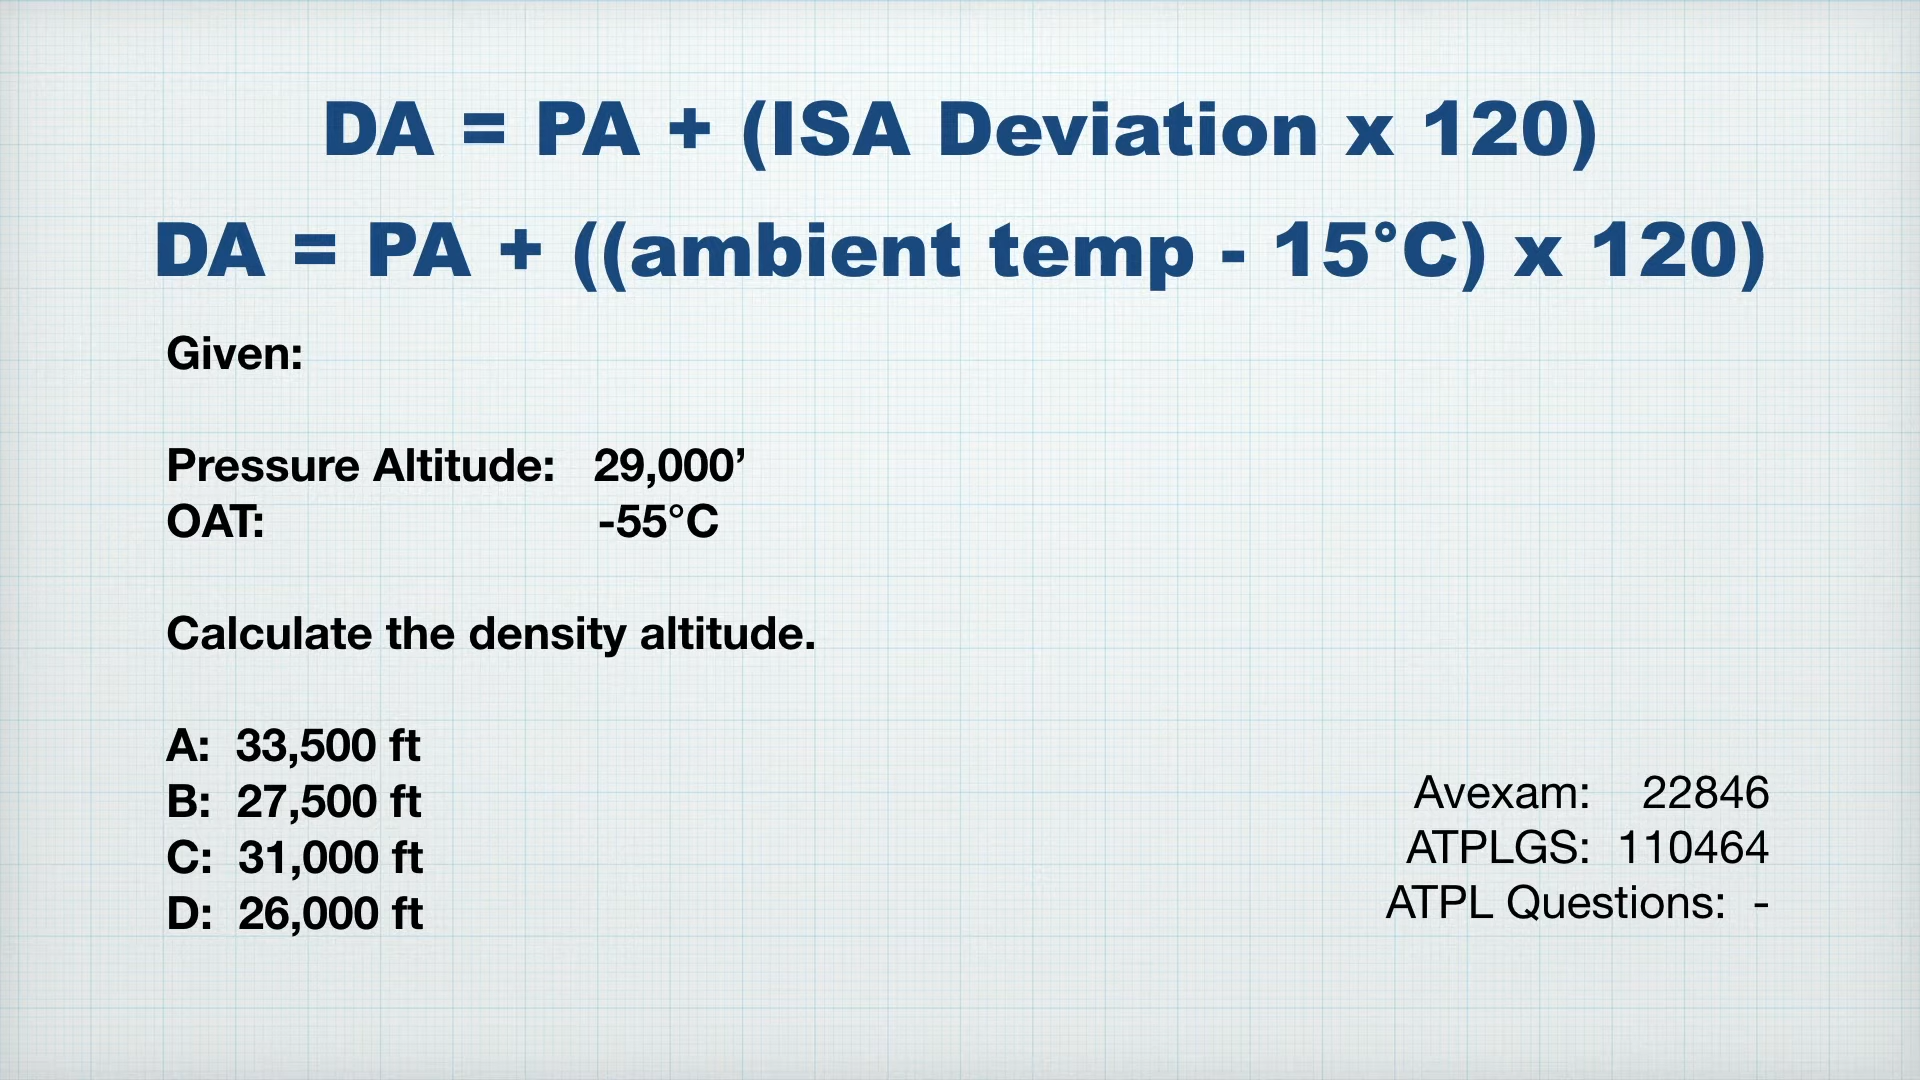 DA = PA + (ISA Deviation x 120)
DA = PA + ((ambient temp - 15°C) x 120)
Given:
Pressure Altitude: 29,000’
OAT: -55°C
Calculate the density altitude.
A: 33,500 ft
B: 27,500 ft
C: 31,000 ft
D: 26,000 ft
Avexam: 22846
ATPLGS: 110464
ATPL Questions: -